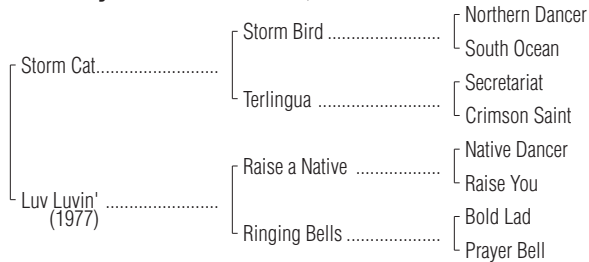 Northern Dancer
Storm Bird ......................
South Ocean
Storm Cat........................
Secretariat
Terlingua ........................
Crimson Saint
Native Dancer
Raise a Native .................
Raise You
Luv Luvin' ......................
(1977)
Bold Lad
Ringing Bells ...................
Prayer Bell